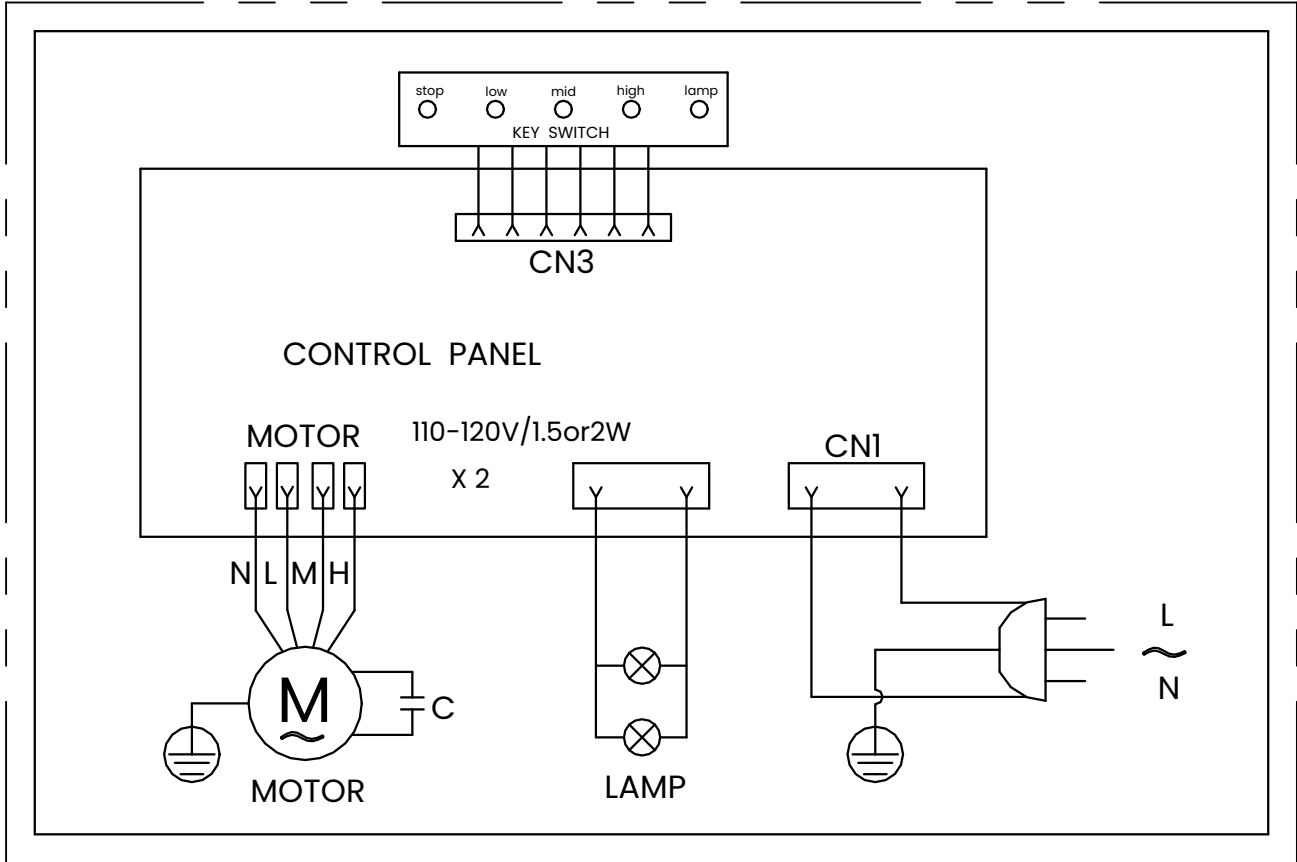 stop low mid high lamp
KEY SWITCH
CN3
CONTROL PANEL
MOTOR
110-120V/1.5or2W
X 2
CN1
N L M H
L
N
M
C
MOTOR
LAMP